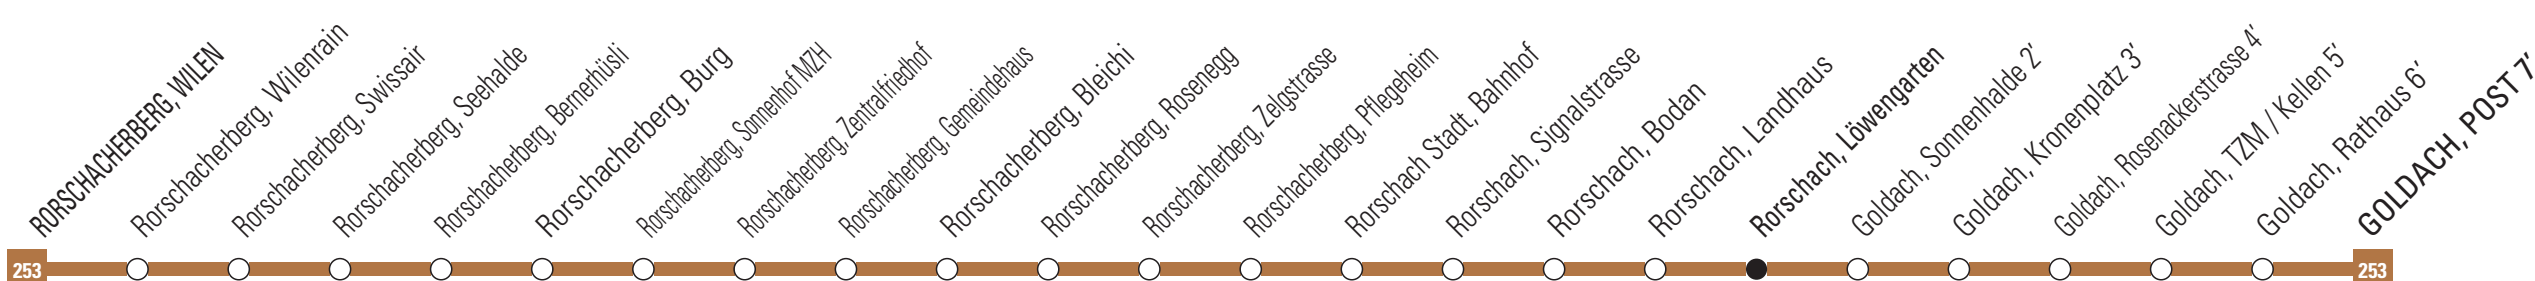 RORSCHACHERBERG, WILEN
Rorschacherberg, Wilenrain
Rorschacherberg, Swissair
Rorschacherberg, Seehalde
Rorschacherberg, Bernerhüsli
Rorschacherberg, Burg
Rorschacherberg, Sonnenhof MZH
Rorschacherberg, Zentralfriedhof
Rorschacherberg, Gemeindehaus
Rorschacherberg, Bleichi
Rorschacherberg, Rosenegg
Rorschacherberg, Zelgstrasse
Rorschacherberg, Pflegeheim
Rorschach Stadt, Bahnhof
Rorschach, Signalstrasse
Rorschach, Bodan
Rorschach, Landhaus
Rorschach, Löwengarten
Goldach, Sonnenhalde 2’
Goldach, Kronenplatz 3’
Goldach, Rosenackerstrasse 4’
Goldach, TZM / Kellen 5’
Goldach, Rathaus 6’
GOLDACH, POST 7’
253
253